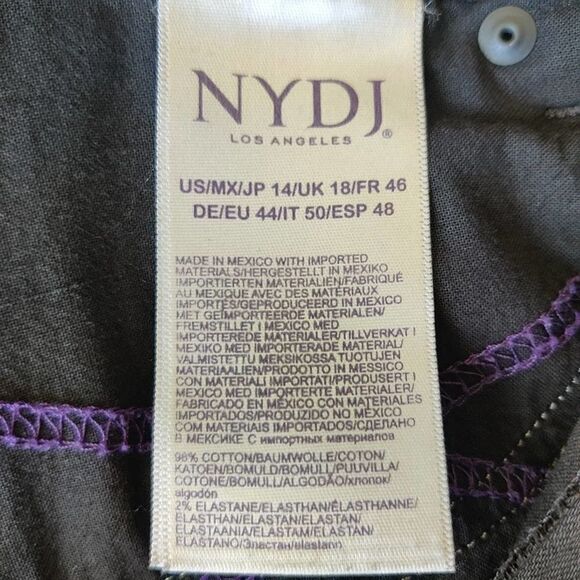 NYDJ®
LOS ANGELES
US/MX/JP 14/UK 18/FR 46
DE/EU 44/IT 50/ESP 48
MADE IN MEXICO WITH IMPORTED
MATERIALS/HERGESTELLT IN MEXIKO
IMPORTIERTEN MATERIALIEN/FABRIQUÉ
AU MEXIQUE AVEC DES MATÉRIAUX
IMPORTÉS/GEPRODUCEERD IN MEXICO
MET GEÏMPORTEERDE MATERIALEN/
FREMSTILLET I MEXICO MED
IMPORTEREDE MATERIALER/TILLVERKAT I
MEXICO MED IMPORTERADE MATERIAL/
VALMISTETTU MEKSIKOSSA TUOTUJEN
MATERIAALIEN/PRODOTTO IN MESSICO
CON MATERIALI IMPORTATI/PRODUSERT I
MEXICO MED IMPORTERTE MATERIALER/
FABRICADO EN MÉXICO CON MATERIALES
IMPORTADOS/PRODUZIDO NO MÉXICO
COM MATERIAIS IMPORTADOS/СДЕЛАНО
В МЕКСИКЕ С импортных материалов
98% COTTON/BAUMWOLLE/COTON/
KATOEN/BOMULD/BOMULL/PUUVILLA/
COTONE/BOMULL/ALGODÃO/хлопок/
algodón
2% ELASTANE/ELASTHAN/ÉLASTHANNE/
ELASTHAN/ELASTAN/ELASTAN/
ELASTAANIA/ELASTAM/ELASTAN/
ELASTANO/Эластан/elastano